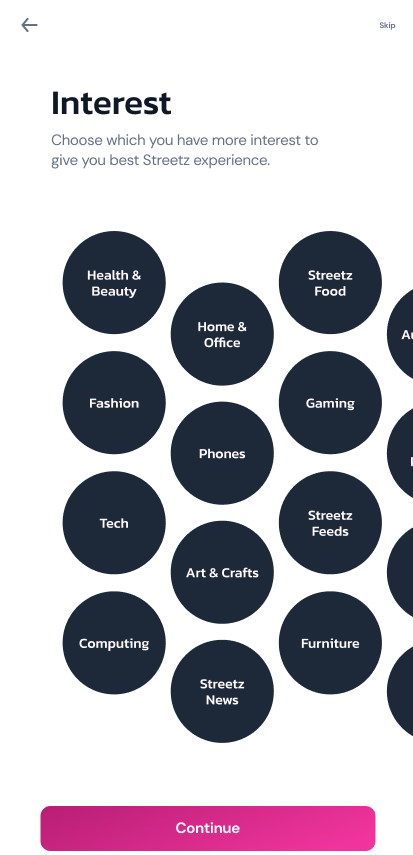 Skip
Interest
Choose which you have more interest to
give you best Streetz experience.
Health &
Beauty
Streetz
Food
Home &
Office
Fashion
Gaming
Phones
Tech
Streetz
Feeds
Art & Crafts
Computing
Furniture
Streetz
News
Continue